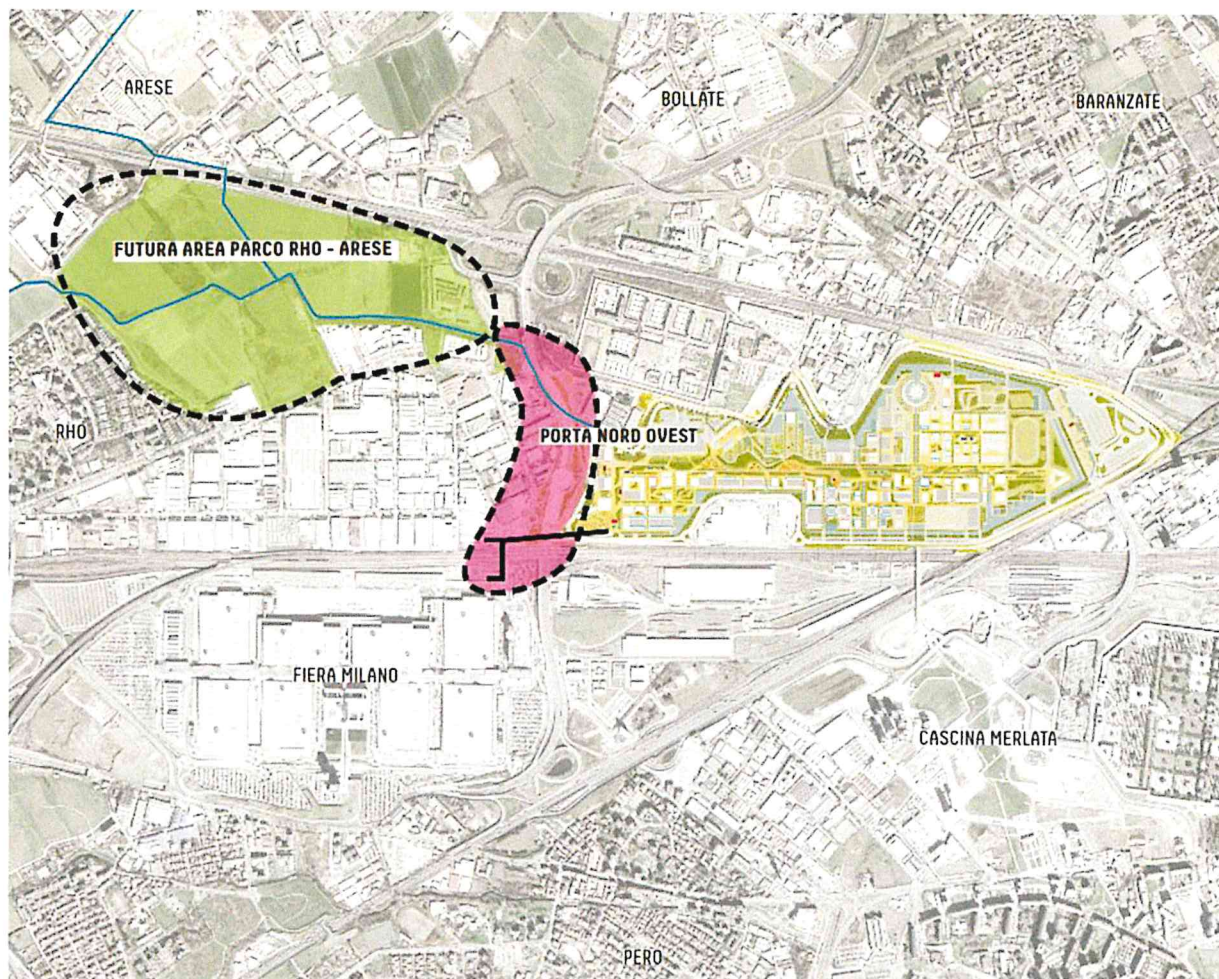 ARESE
BOLLATE
BARANZATE
FUTURA AREA PARCO RHO - ARESE
RHO
PORTA NORD OVEST
FIERA MILANO
CASCINA MERLATA
PERO